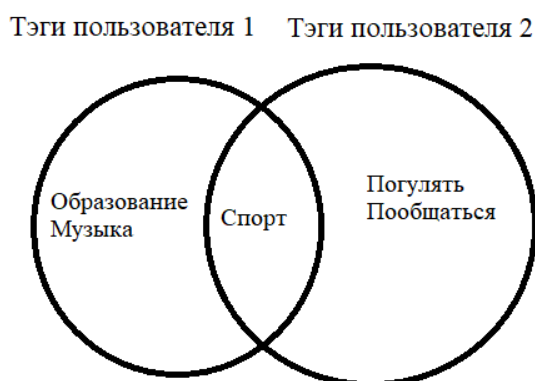 Тэги пользователя 1
Тэги пользователя 2
Образование
Музыка
Спорт
Погулять
Пообщаться